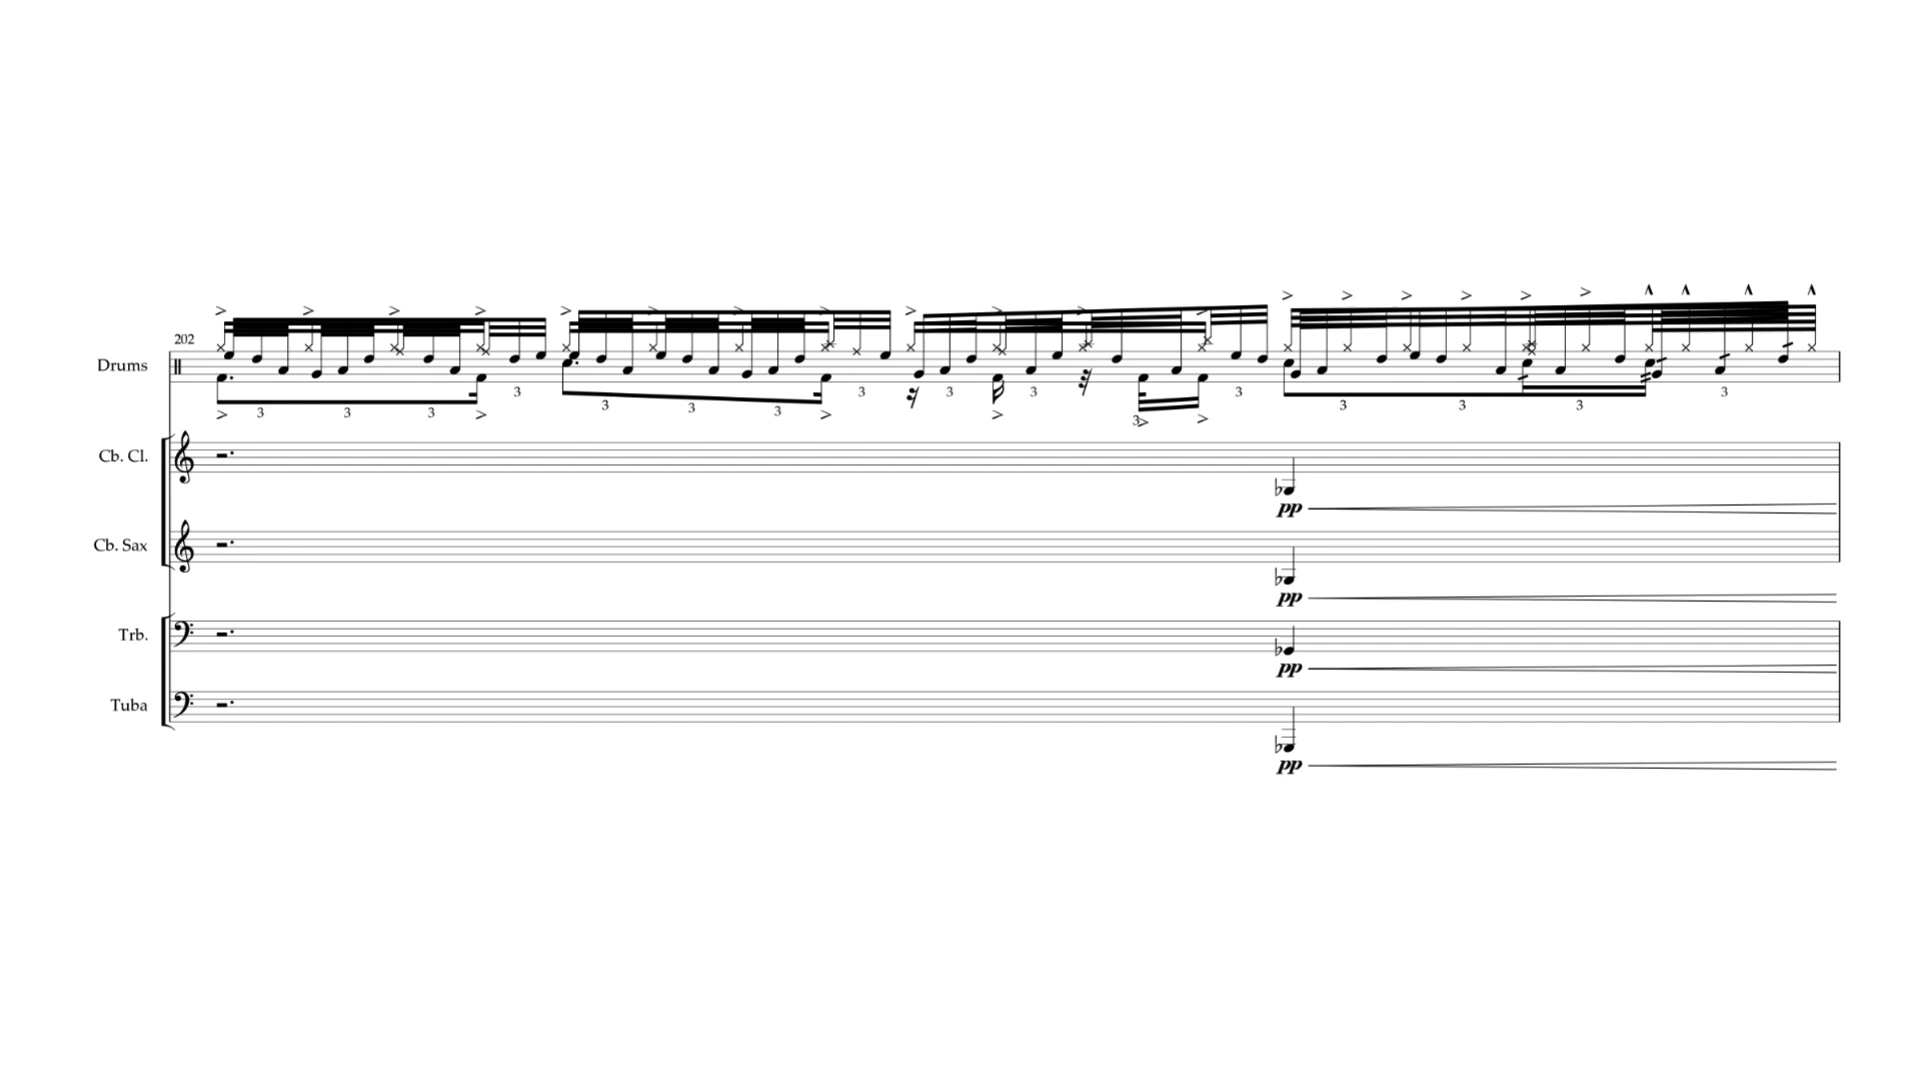 202
Drums
3 3 3 3 3 3 3 3 3 3 3 3 3 3 3 3
Cb. Cl.
pp
Cb. Sax
pp
Trb.
pp
Tuba
pp